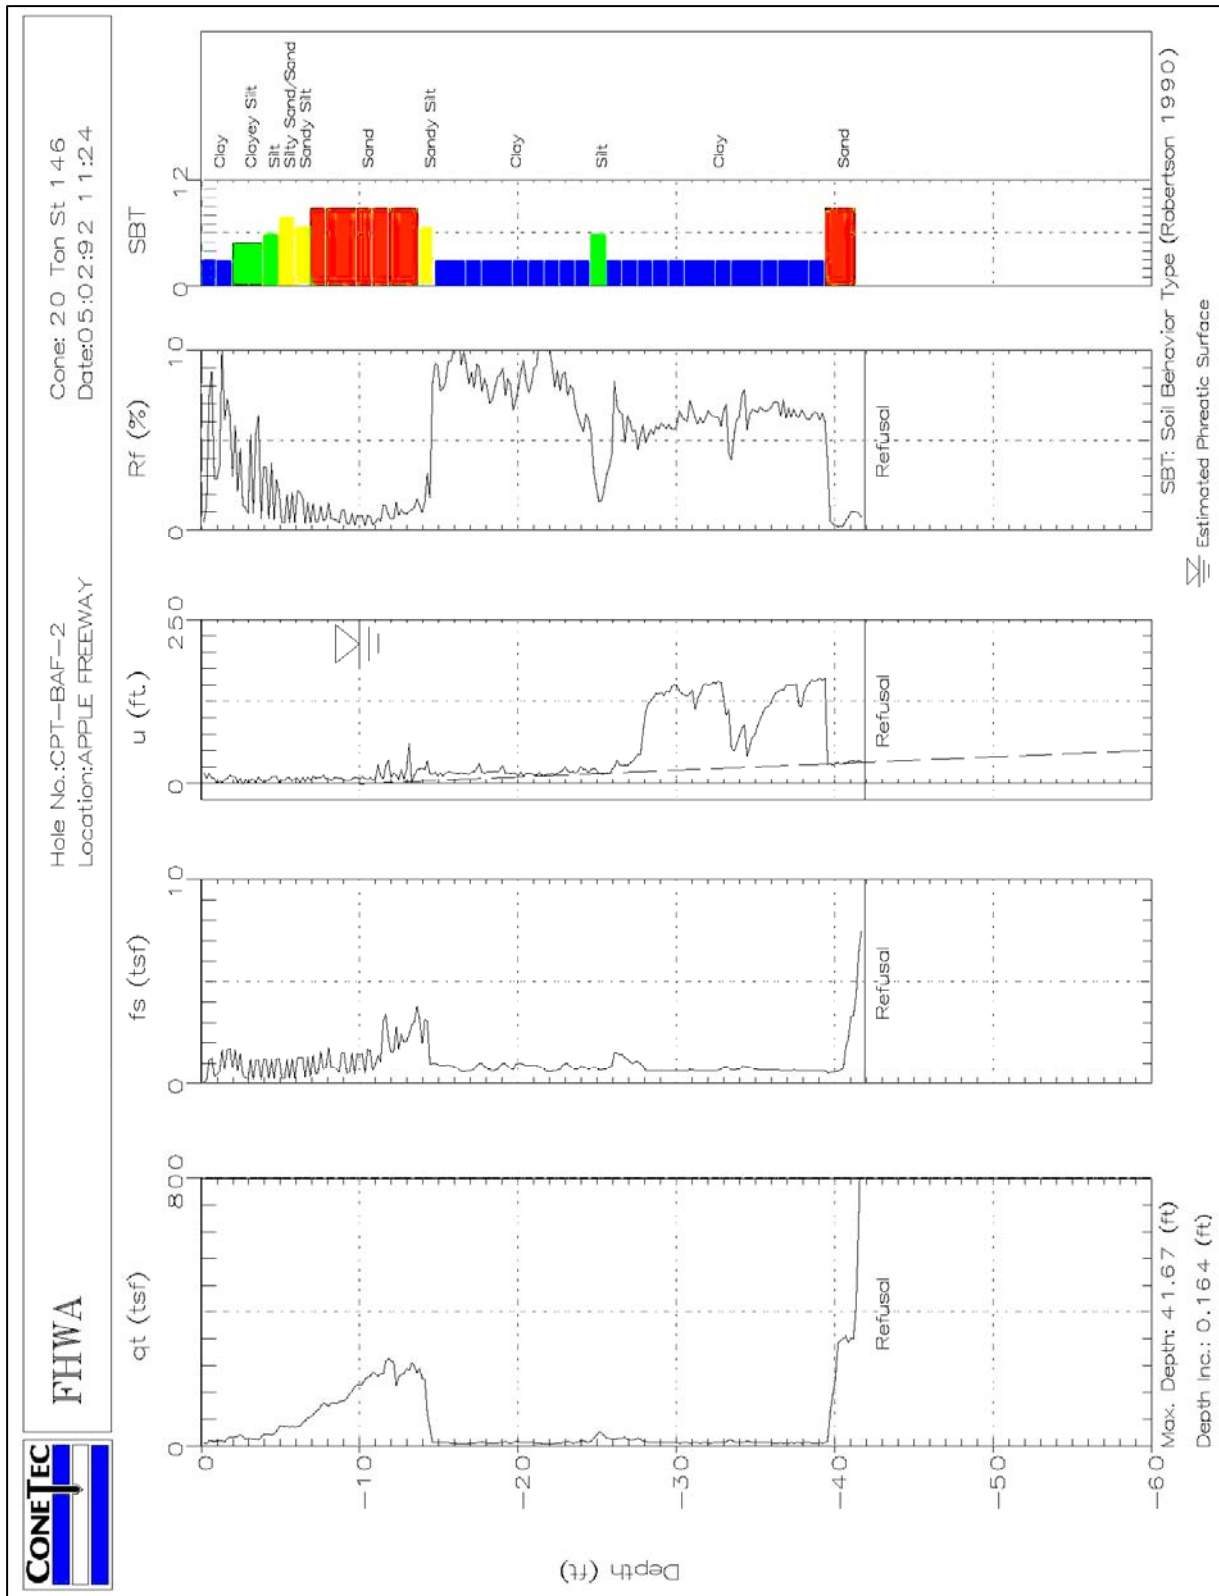 CONETEC
FHWA
Hole No.:CPT-BAF-2
Location:APPLE FREEWAY
Cone: 20 Ton St 146
Date:05:02:92 11:24
qt (tsf)
fs (tsf)
u (ft.)
Rf (%)
SBT
0 800
0 10
0 250
0 10
0 12
Depth (ft)
0
-10
-20
-30
-40
-50
-60
Refusal
Refusal
Refusal
Refusal
Clay
Clayey Silt
Silt
Silty Sand/Sand
Sandy Silt
Sand
Sandy Silt
Clay
Silt
Clay
Sand
Max. Depth: 41.67 (ft)
Depth Inc.: 0.164 (ft)
SBT: Soil Behavior Type (Robertson 1990)
Estimated Phreatic Surface